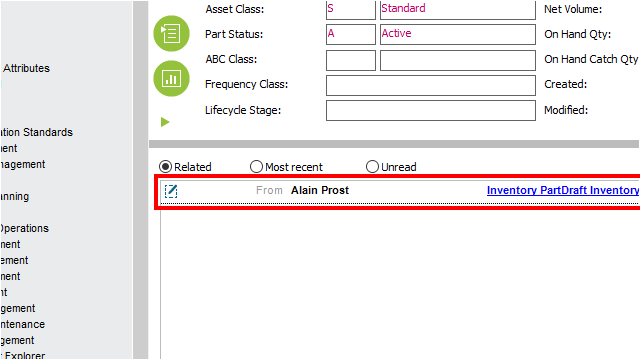 Asset Class: S Standard Net Volume:
Part Status: A Active On Hand Qty:
Attributes
ABC Class: On Hand Catch Qty
Frequency Class: Created:
Lifecycle Stage: Modified:
ation Standards
ment
nagement
Related Most recent Unread
From Alain Prost Inventory PartDraft Inventory
anning
Operations
ment
ement
ment
nt
gement
ntenance
gement
Explorer